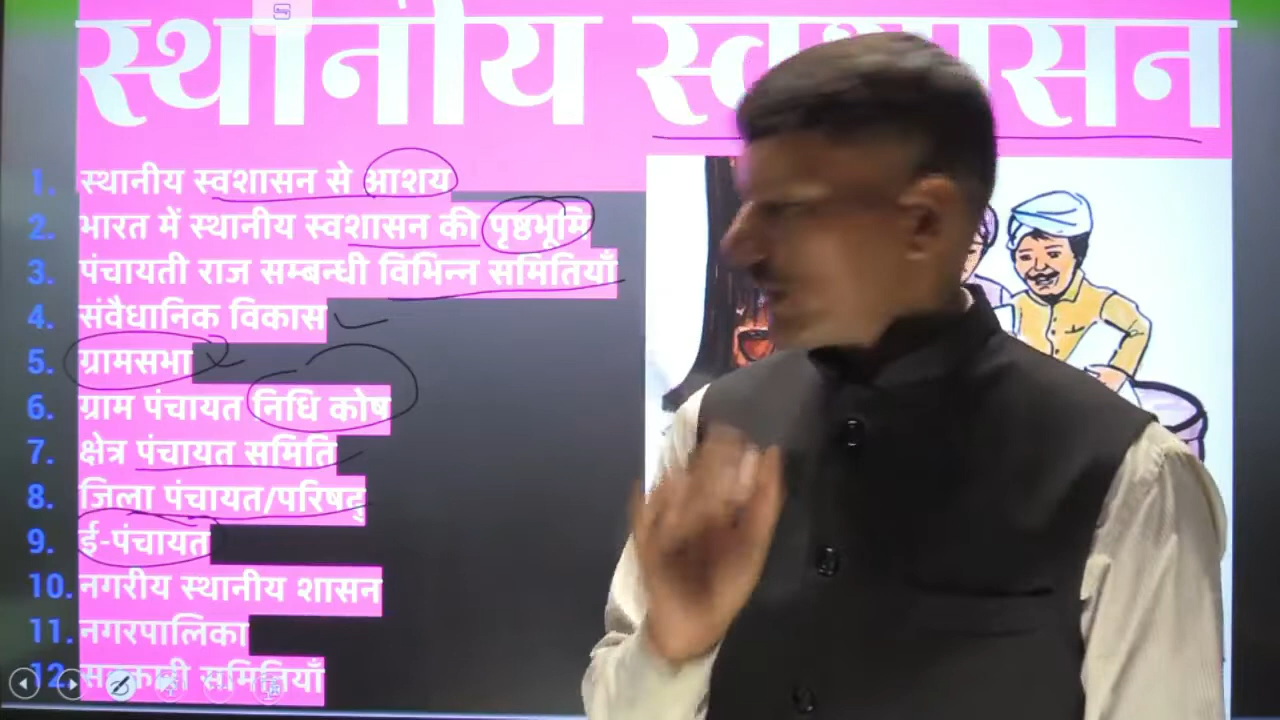 स्थानीय स्वशासन
1. स्थानीय स्वशासन से आशय
2. भारत में स्थानीय स्वशासन की पृष्ठभूमि
3. पंचायती राज सम्बन्धी विभिन्न समितियाँ
4. संवैधानिक विकास
5. ग्रामसभा
6. ग्राम पंचायत निधि कोष
7. क्षेत्र पंचायत समिति
8. जिला पंचायत/परिषद्
9. ई-पंचायत
10. नगरीय स्थानीय शासन
11. नगरपालिका
12. समितियाँ